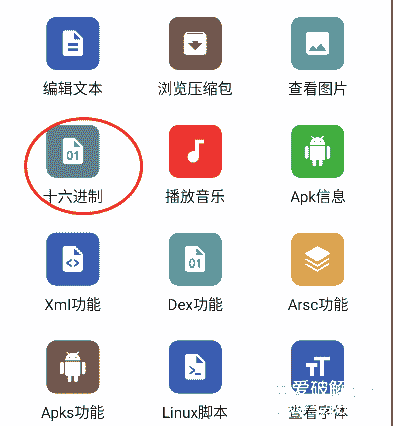 编辑文本 浏览压缩包 查看图片
01
十六进制 播放音乐 Apk信息
01
Xml功能 Dex功能 Arsc功能
爱破解
Apks功能 Linux脚本 查看字体